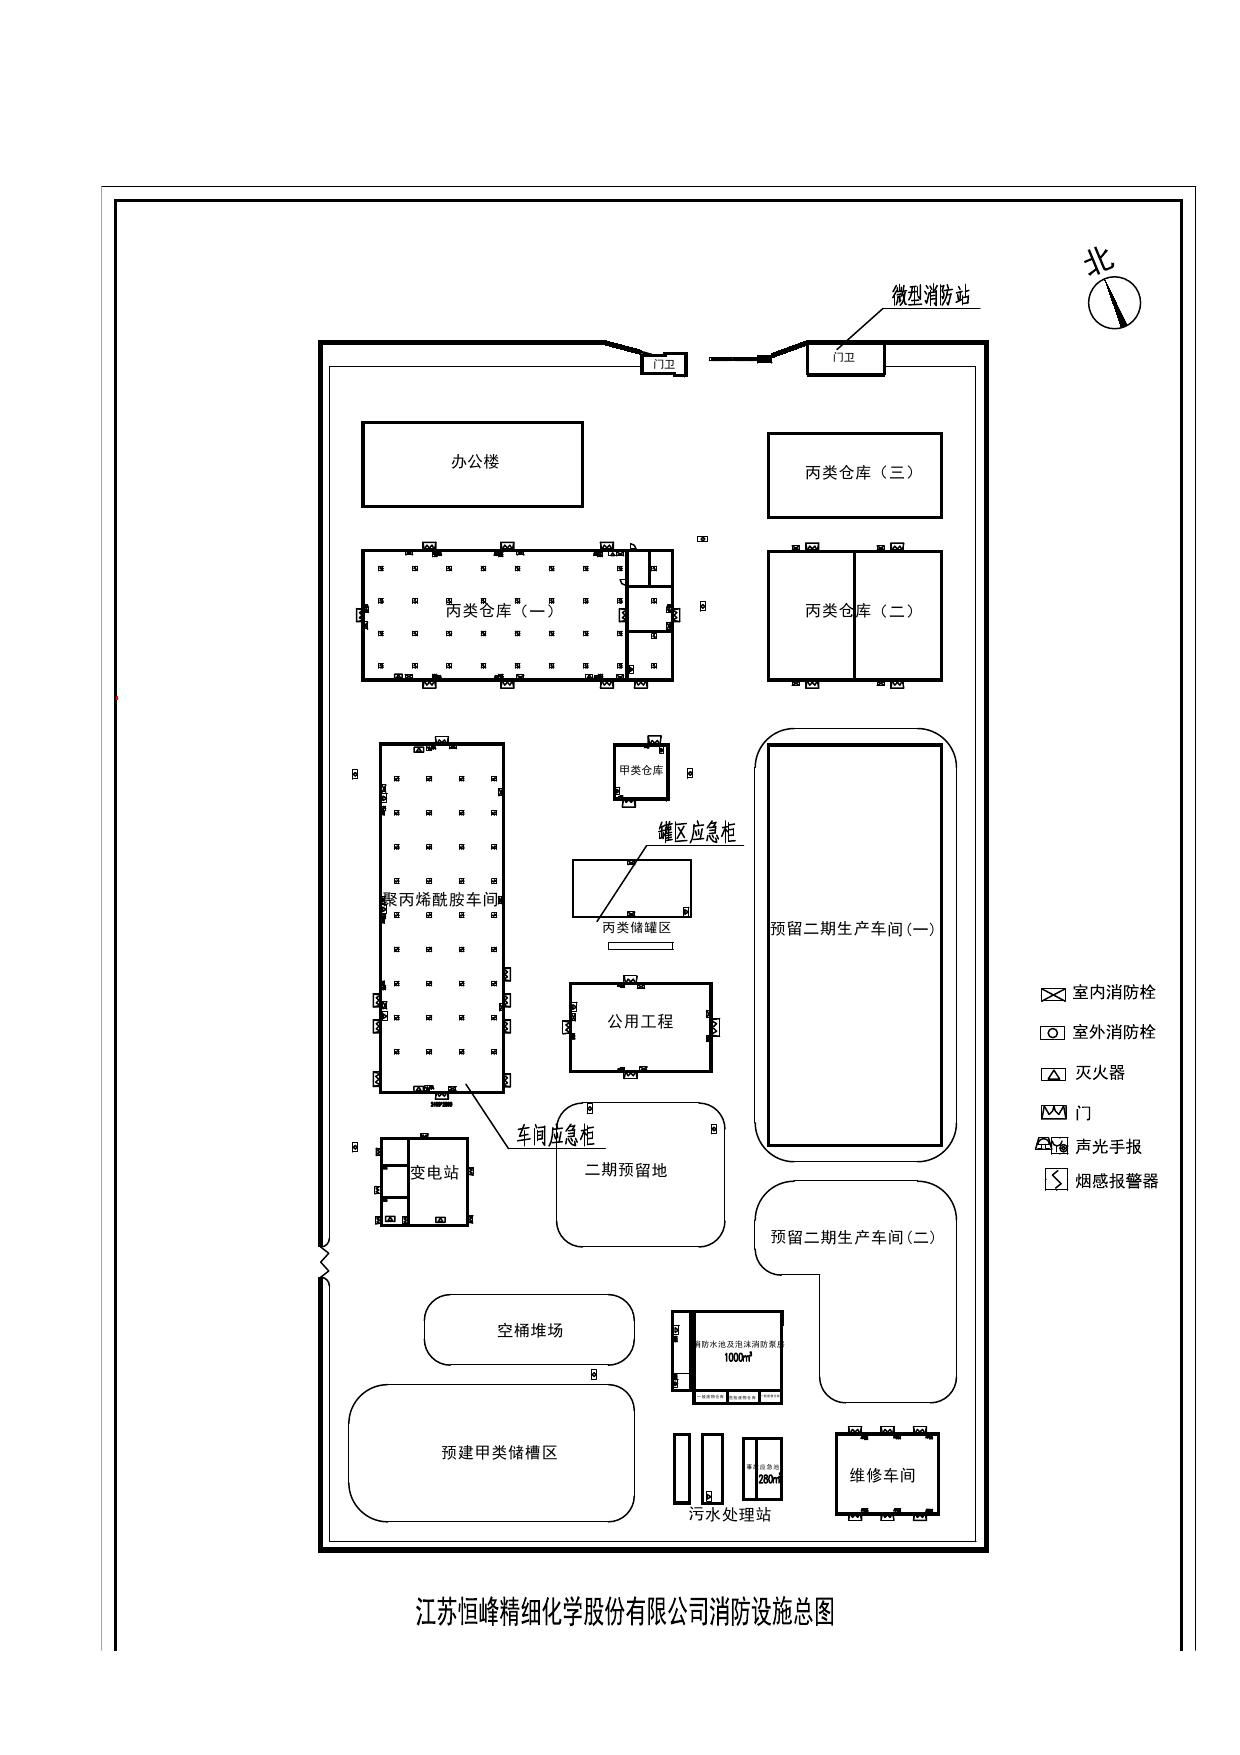 北
微型消防站
门卫
门卫
办公楼
丙类仓库（三）
丙类仓库（一）
丙类仓库（二）
甲类仓库
罐区应急柜
聚丙烯酰胺车间
丙类储罐区
预留二期生产车间(一)
室内消防栓
公用工程
室外消防栓
灭火器
门
车间应急柜
声光手报
变电站
二期预留地
烟感报警器
预留二期生产车间(二)
空桶堆场
消防水池及泡沫消防泵房
1000m³
预建甲类储槽区
事故应急池
280m³
维修车间
污水处理站
江苏恒峰精细化学股份有限公司消防设施总图